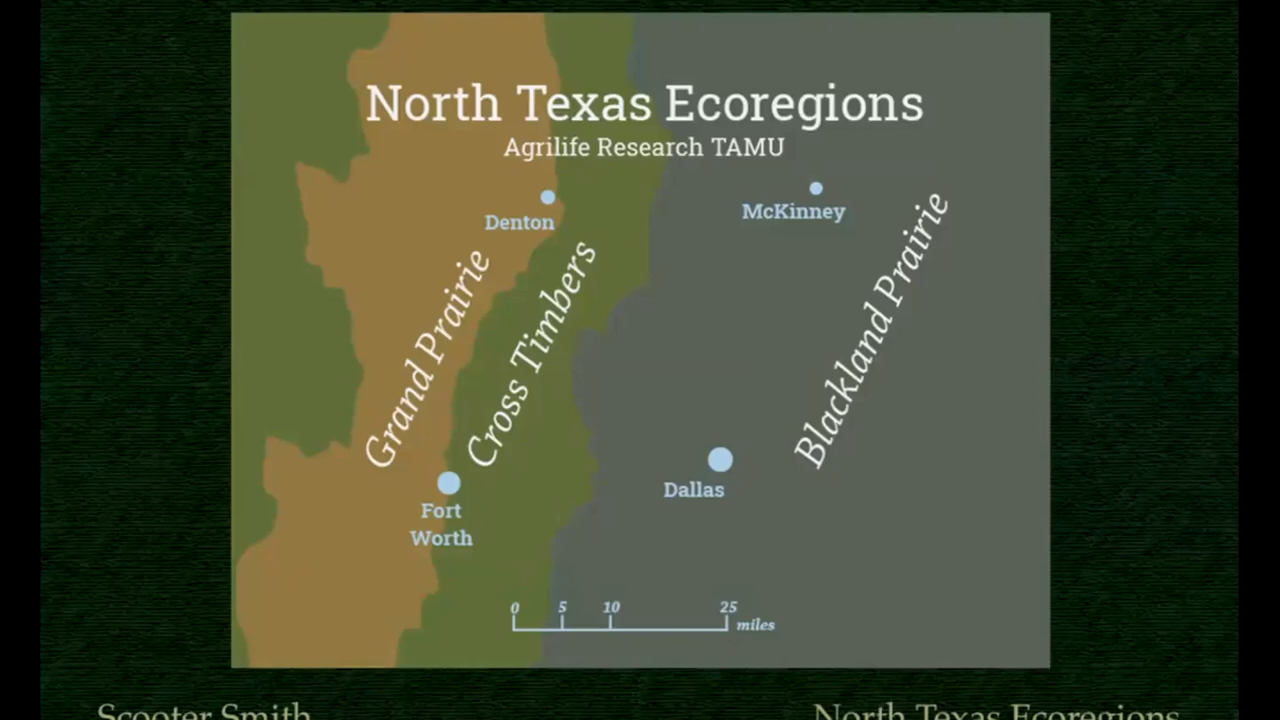 North Texas Ecoregions
Agrilife Research TAMU
Denton
McKinney
Grand Prairie
Cross Timbers
Blackland Prairie
Fort
Worth
Dallas
0 5 10 25
miles
Scooter Smith
North Texas Ecoregions